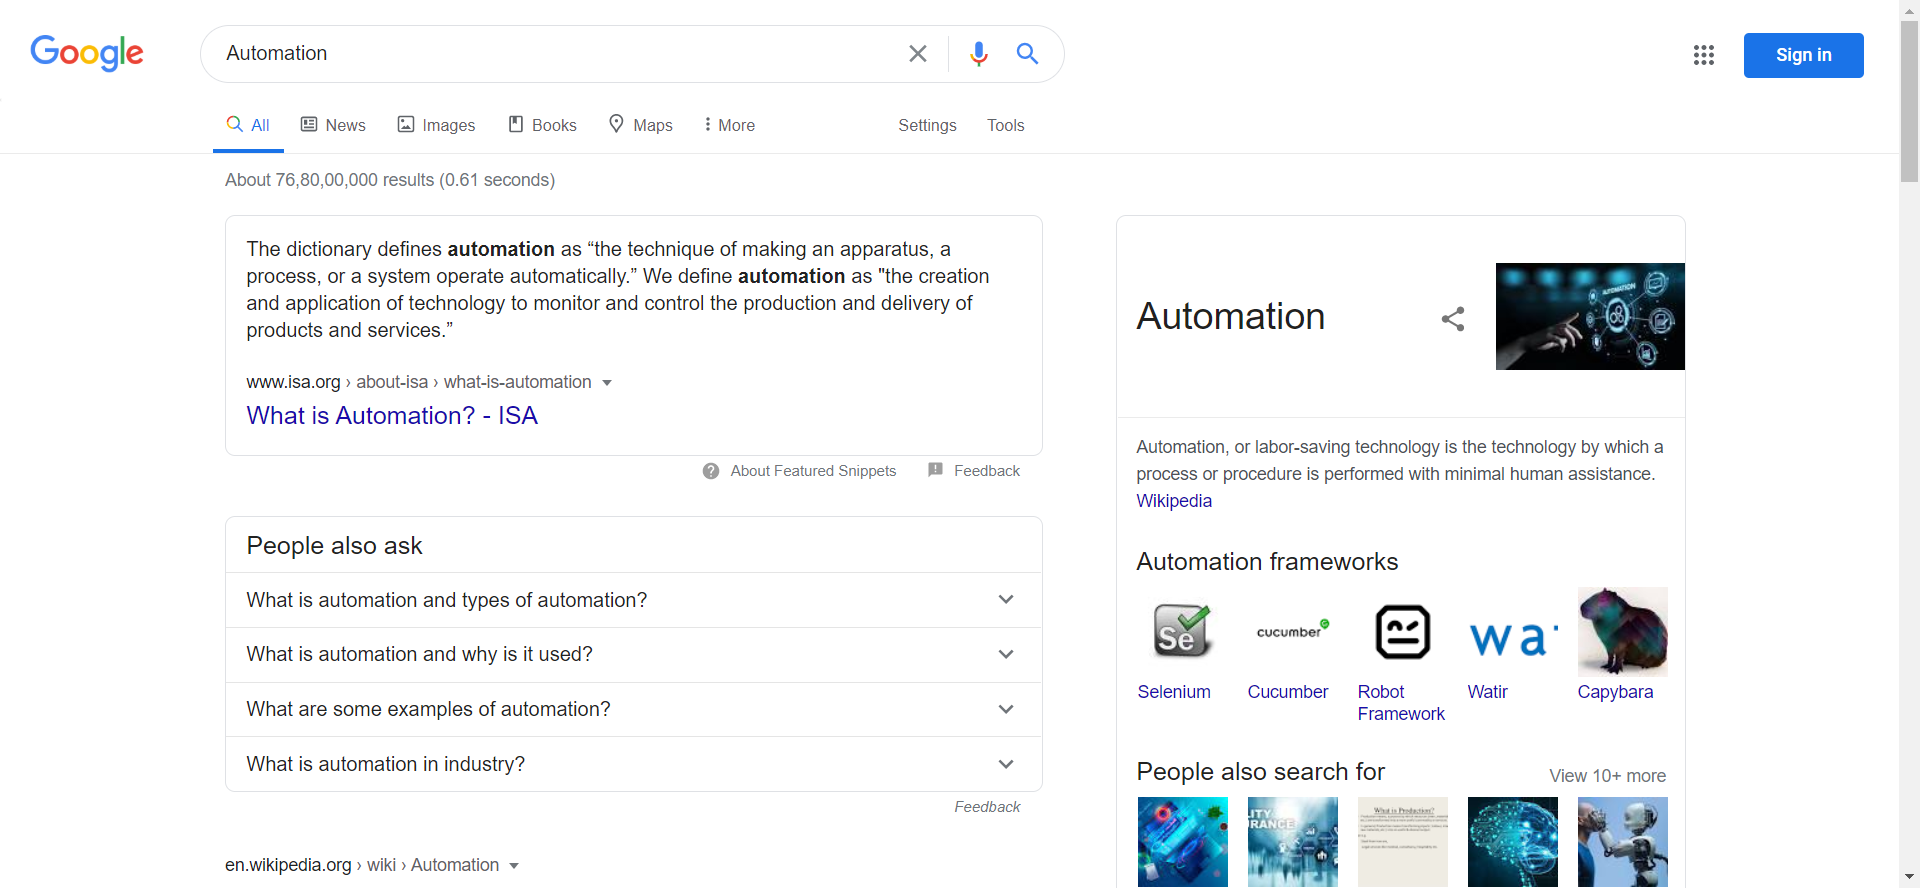 Google
Automation
Sign in
All
News
Images
Books
Maps
More
Settings
Tools
About 76,80,00,000 results (0.61 seconds)
The dictionary defines automation as “the technique of making an apparatus, a
process, or a system operate automatically.” We define automation as "the creation
and application of technology to monitor and control the production and delivery of
products and services.”
www.isa.org › about-isa › what-is-automation
What is Automation? - ISA
About Featured Snippets
Feedback
People also ask
What is automation and types of automation?
What is automation and why is it used?
What are some examples of automation?
What is automation in industry?
Feedback
en.wikipedia.org › wiki › Automation
Automation
AUTOMATION
Automation, or labor-saving technology is the technology by which a
process or procedure is performed with minimal human assistance.
Wikipedia
Automation frameworks
Se
cucumber
wa
Selenium
Cucumber
Robot
Framework
Watir
Capybara
People also search for
View 10+ more
LITY
RANCE
What is Production?